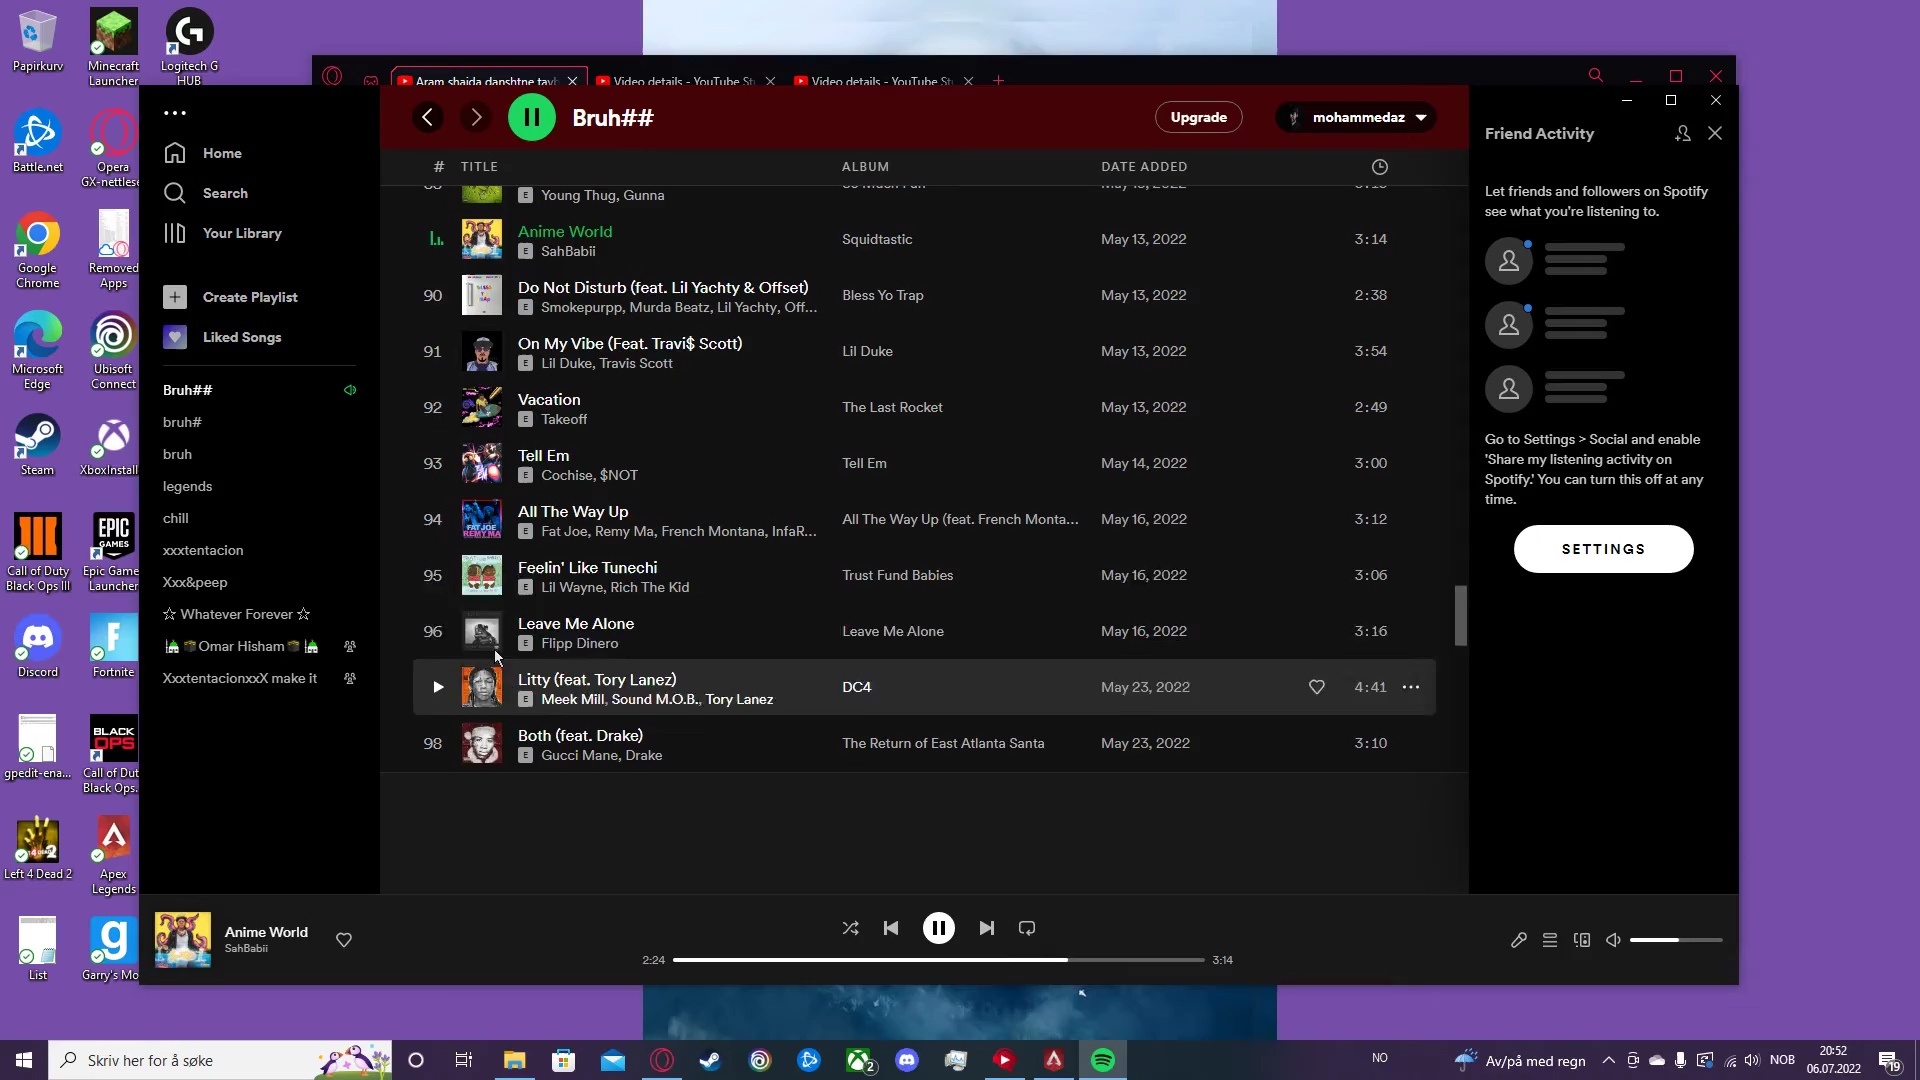 Papirkurv
Minecraft Launcher
Logitech G HUB
Battle.net
Opera GX-nettlese
Google Chrome
Removed Apps
Microsoft Edge
Ubisoft Connect
Steam
XboxInstall
Call of Duty Black Ops III
Epic Game Launcher
Discord
Fortnite
gpedit-ena...
Call of Dut Black Ops.
Left 4 Dead 2
Apex Legends
List
Garry's Mo
Aram shaida danshtne tayb
Video details - YouTube Stu
Video details - YouTube Stu
Home
Search
Your Library
Create Playlist
Liked Songs
Bruh##
bruh#
bruh
legends
chill
xxxtentacion
Xxx&peep
☆ Whatever Forever ☆
🕌🕋Omar Hisham🕋🕌
XxxtentacionxxX make it
Bruh##
Upgrade
mohammedaz
# TITLE ALBUM DATE ADDED
E Young Thug, Gunna
Anime World
E SahBabii
Squidtastic May 13, 2022 3:14
90 Do Not Disturb (feat. Lil Yachty & Offset)
E Smokepurpp, Murda Beatz, Lil Yachty, Off...
Bless Yo Trap May 13, 2022 2:38
91 On My Vibe (Feat. Travi$ Scott)
E Lil Duke, Travis Scott
Lil Duke May 13, 2022 3:54
92 Vacation
E Takeoff
The Last Rocket May 13, 2022 2:49
93 Tell Em
E Cochise, $NOT
Tell Em May 14, 2022 3:00
94 All The Way Up
E Fat Joe, Remy Ma, French Montana, InfaR...
All The Way Up (feat. French Monta... May 16, 2022 3:12
95 Feelin' Like Tunechi
E Lil Wayne, Rich The Kid
Trust Fund Babies May 16, 2022 3:06
96 Leave Me Alone
E Flipp Dinero
Leave Me Alone May 16, 2022 3:16
Litty (feat. Tory Lanez)
E Meek Mill, Sound M.O.B., Tory Lanez
DC4 May 23, 2022 4:41
98 Both (feat. Drake)
E Gucci Mane, Drake
The Return of East Atlanta Santa May 23, 2022 3:10
Friend Activity
Let friends and followers on Spotify
see what you're listening to.
Go to Settings > Social and enable
'Share my listening activity on
Spotify.' You can turn this off at any
time.
SETTINGS
Anime World
SahBabii
2:24
3:14
Skriv her for å søke
2
NO
Av/på med regn
NOB
20:52
06.07.2022
19